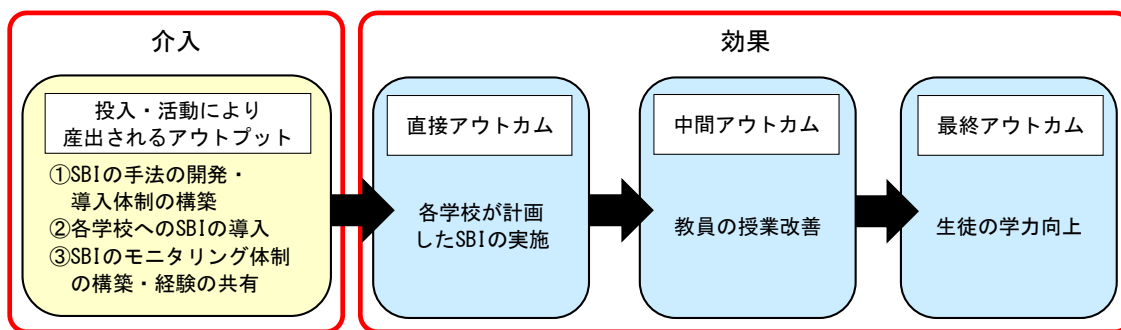 介入
投入・活動により
産出されるアウトプット
①SBIの手法の開発・
導入体制の構築
②各学校へのSBIの導入
③SBIのモニタリング体制
の構築・経験の共有
効果
直接アウトカム
各学校が計画
したSBIの実施
中間アウトカム
教員の授業改善
最終アウトカム
生徒の学力向上